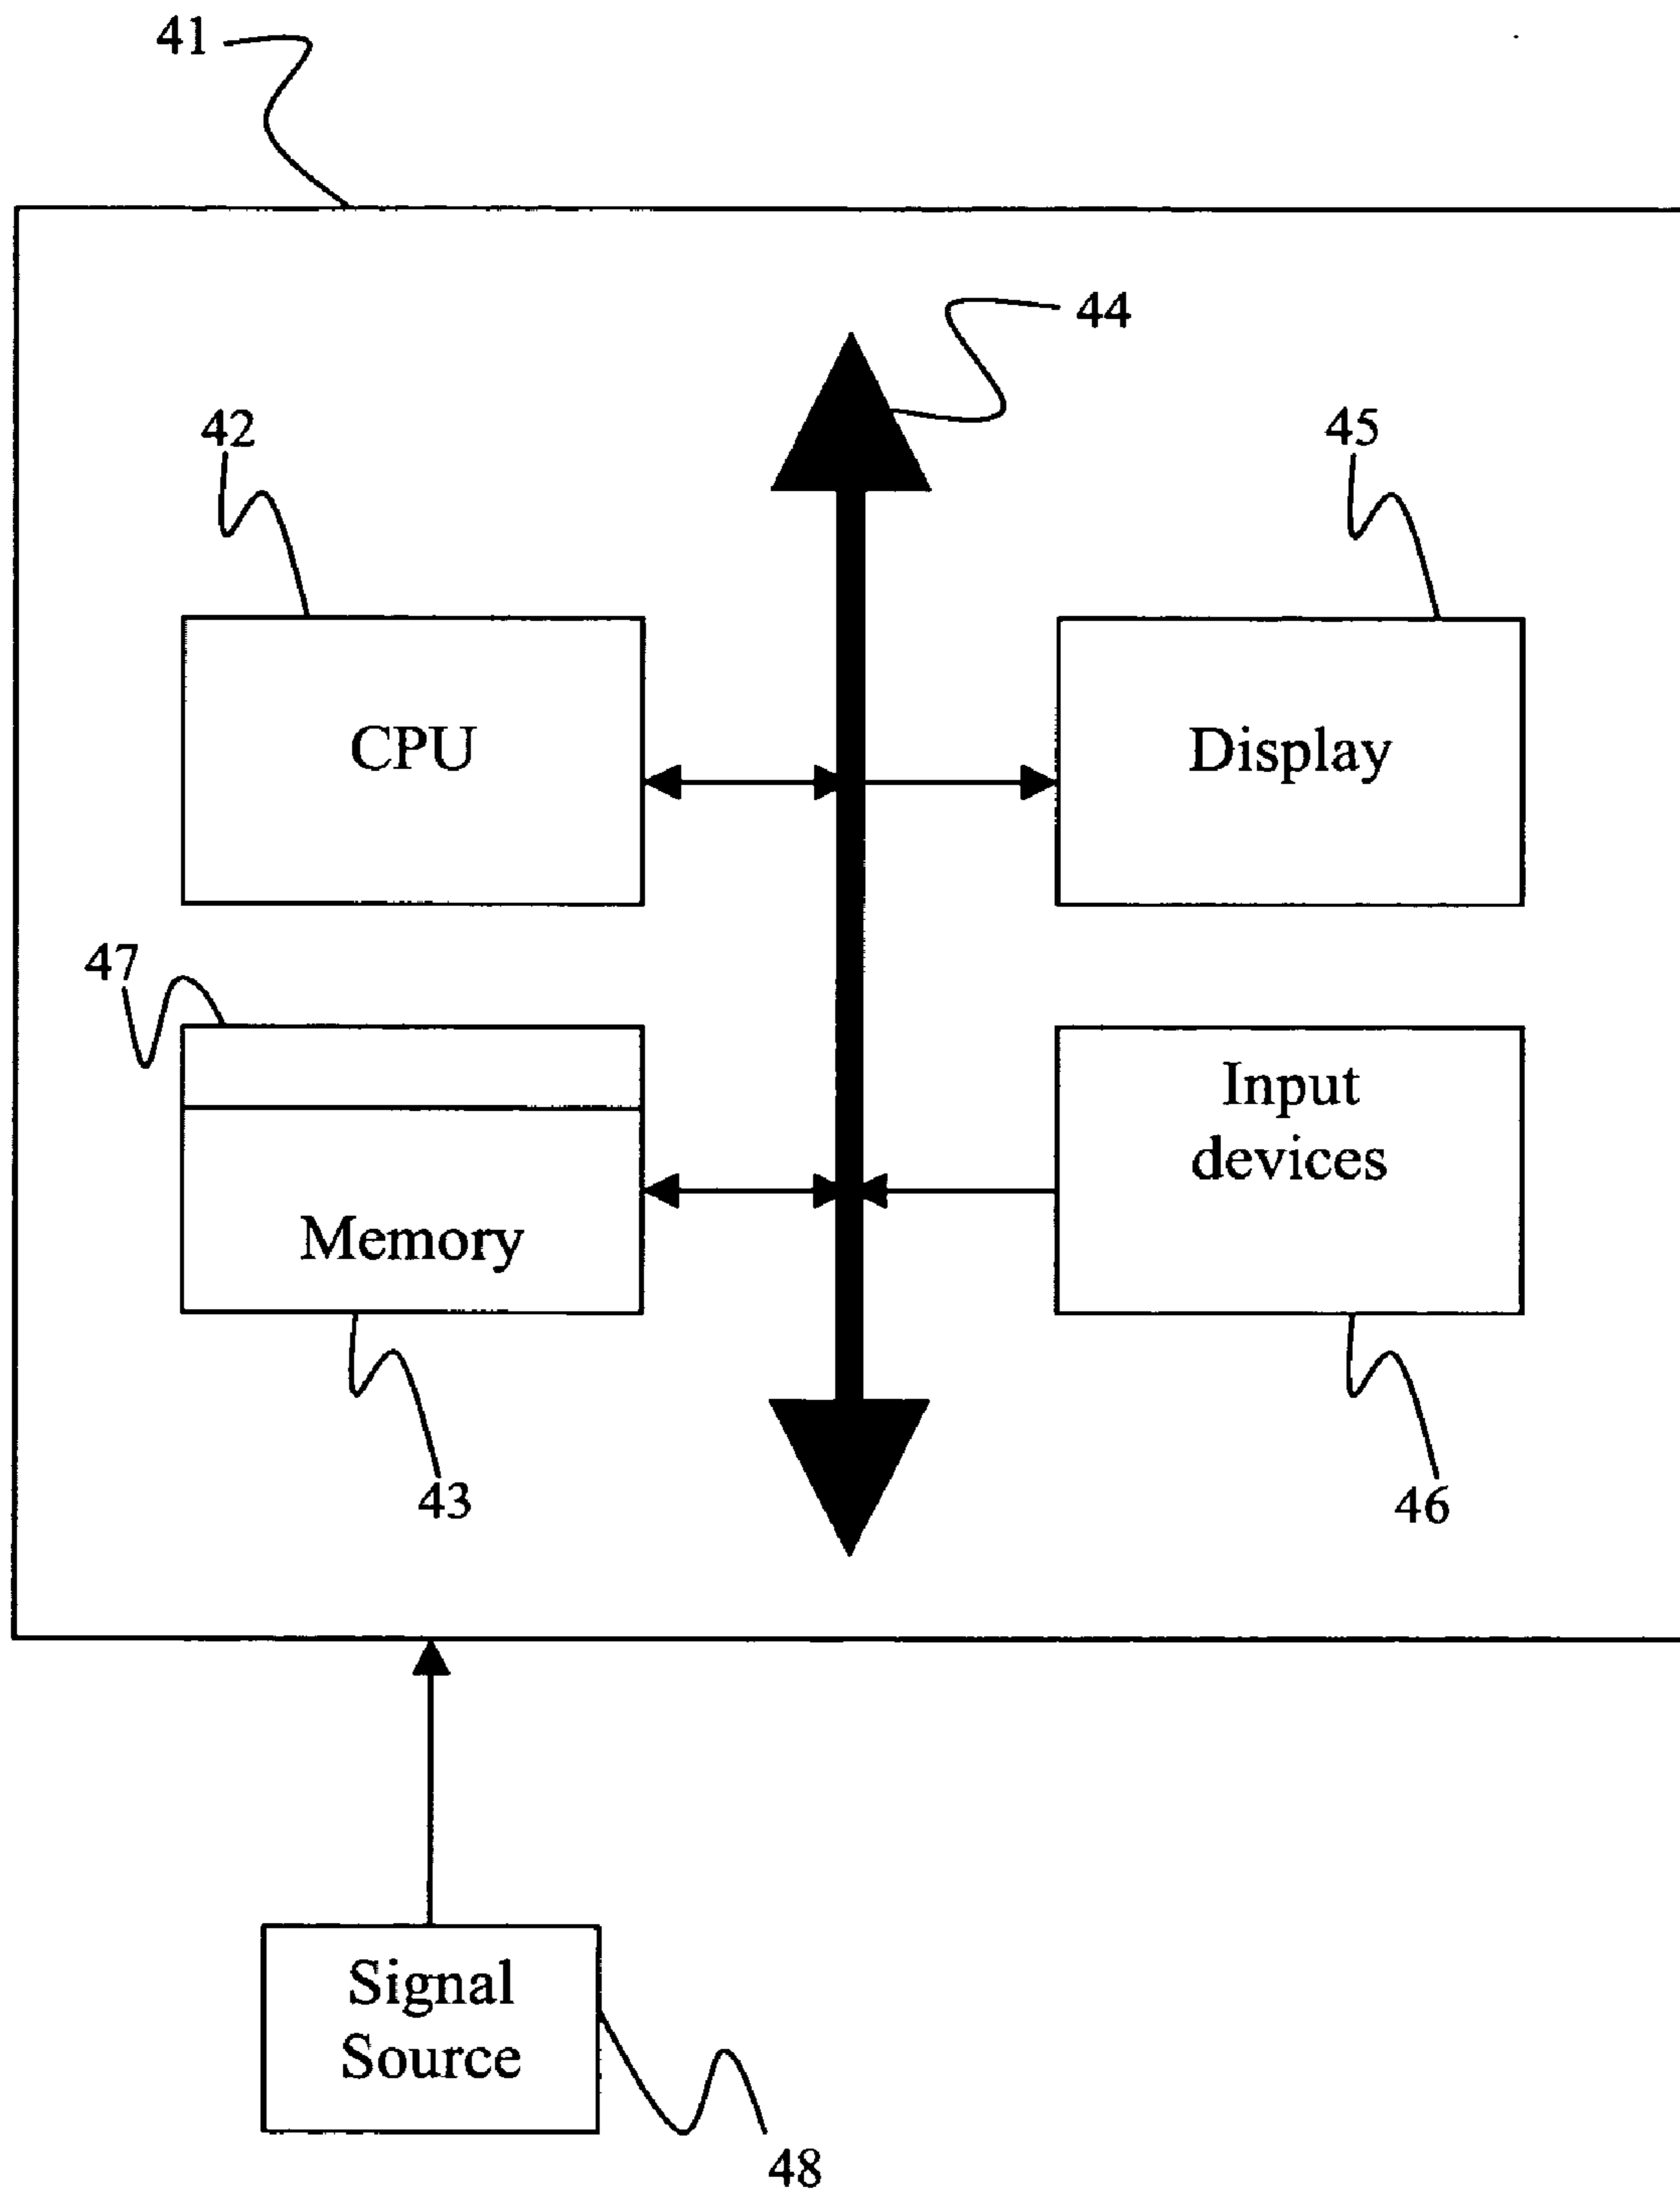 41
44
42
45
CPU
Display
47
Input
devices
Memory
43
46
Signal
Source
48